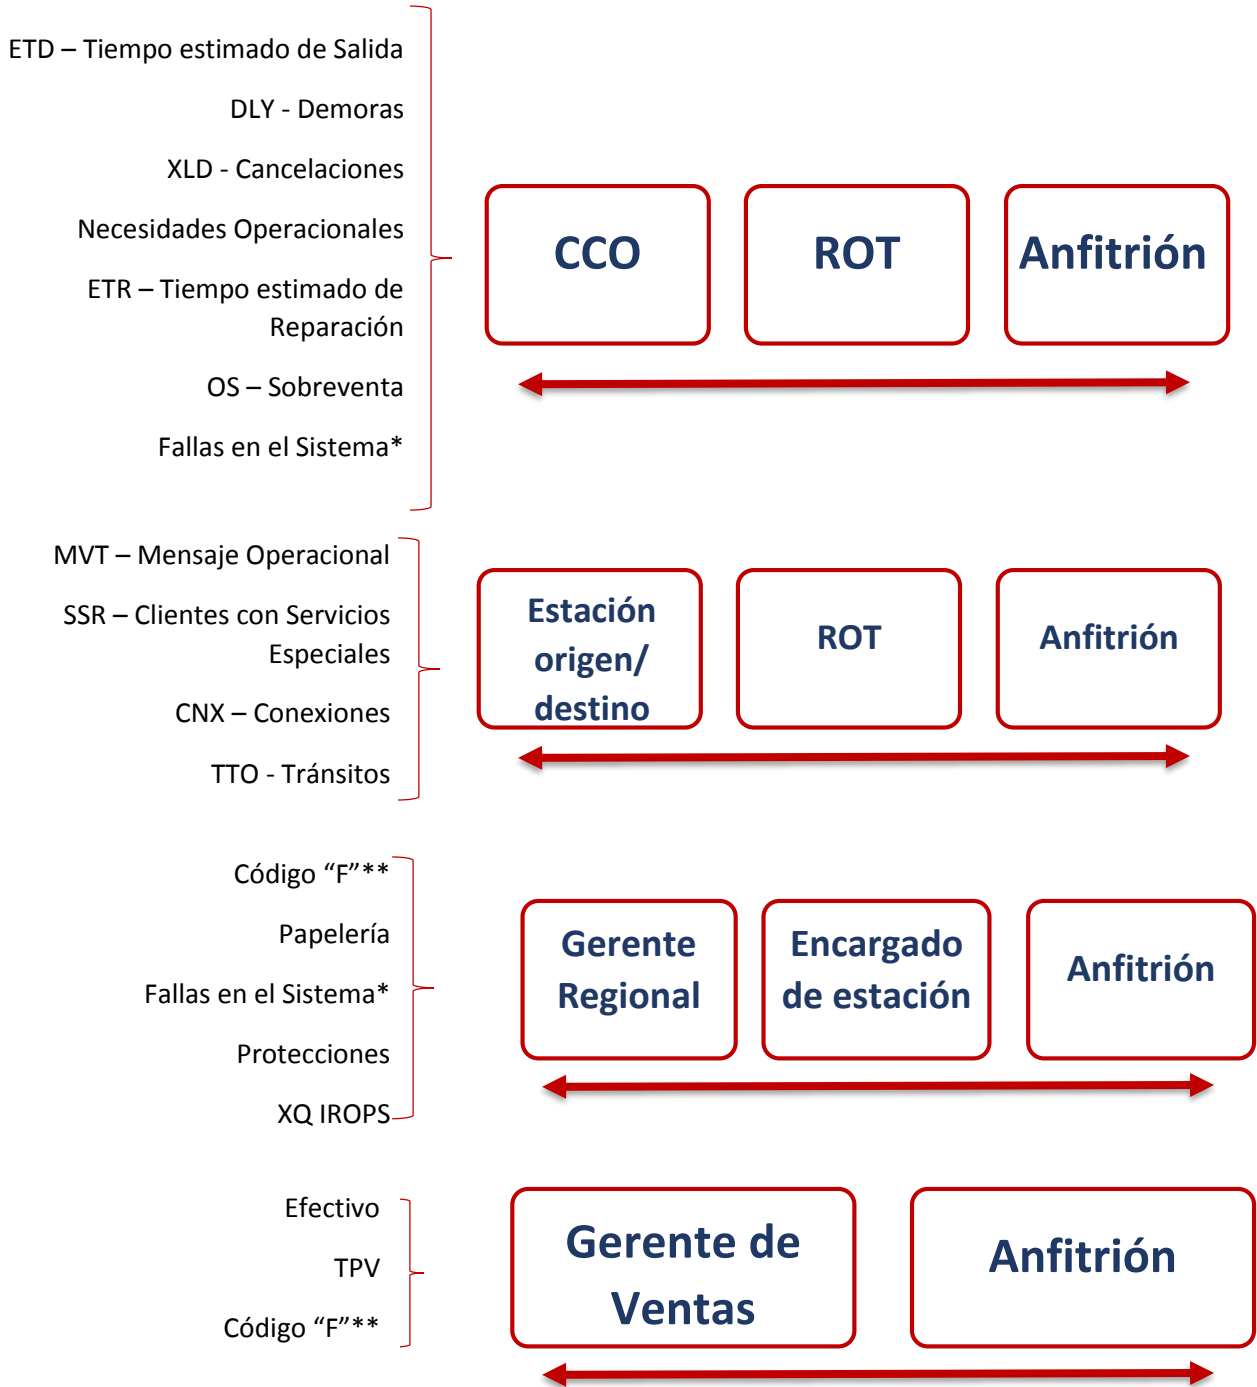 ETD – Tiempo estimado de Salida
DLY - Demoras
XLD - Cancelaciones
Necesidades Operacionales
ETR – Tiempo estimado de
Reparación
OS – Sobreventa
Fallas en el Sistema*
CCO
ROT
Anfitrión
MVT – Mensaje Operacional
SSR – Clientes con Servicios
Especiales
CNX – Conexiones
TTO - Tránsitos
Estación
origen/
destino
ROT
Anfitrión
Código “F”**
Papelería
Fallas en el Sistema*
Protecciones
XQ IROPS
Gerente
Regional
Encargado
de estación
Anfitrión
Efectivo
TPV
Código “F”**
Gerente de
Ventas
Anfitrión